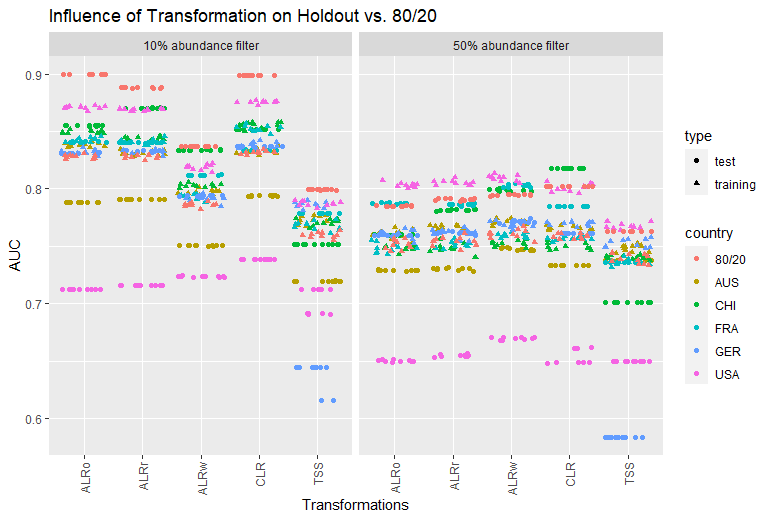 Influence of Transformation on Holdout vs. 80/20
10% abundance filter
50% abundance filter
AUC
0.9
0.8
0.7
0.6
ALRo
ALRr
ALRw
CLR
TSS
ALRo
ALRr
ALRw
CLR
TSS
Transformations
type
test
training
country
80/20
AUS
CHI
FRA
GER
USA